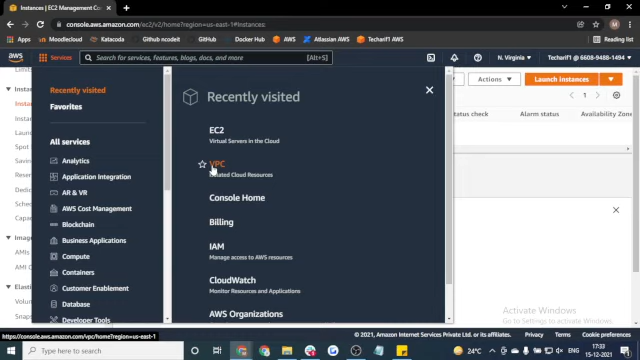 Instances | EC2 Management Con
console.aws.amazon.com/ec2/v2/home?region=us-east-1#Instances:
Apps
Moodlecloud
Katacoda
Github ncodeit
GitHub
Docker Hub
AWS
Atlassian AWS
Techarif1 AWS
Reading list
aws
Services
Search for services, features, blogs, docs, and more
[Alt+S]
N. Virginia
Techarif1 @ 6608-9488-1494
Recently visited
Favorites
All services
Analytics
Application Integration
AR & VR
AWS Cost Management
Blockchain
Business Applications
Compute
Containers
Customer Enablement
Database
Developer Tools
Recently visited
EC2
Virtual Servers in the Cloud
VPC
Isolated Cloud Resources
Console Home
Billing
IAM
Manage access to AWS resources
CloudWatch
Monitor Resources and Applications
AWS Organizations
Actions
Launch instances
1
Status check
Alarm status
Availability Zone
Activate Windows
Go to Settings to activate Windows.
https://console.aws.amazon.com/vpc/home?region=us-east-1
© 2021, Amazon Internet Services Private Ltd. or its affiliates.
Privacy
Terms
Cookie preferences
Type here to search
24°C
ENG
17:33
15-12-2021